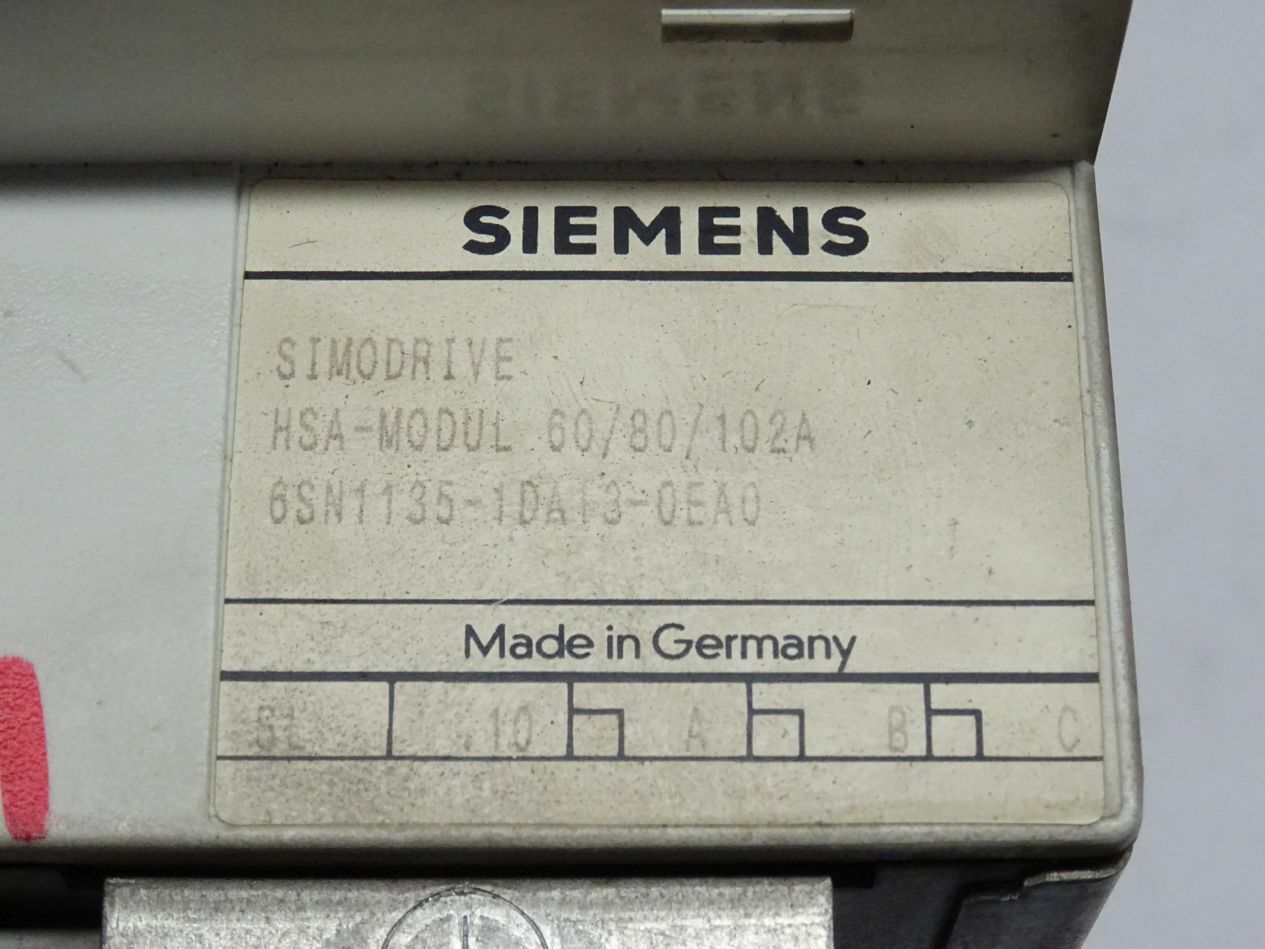 SIEMENS
SIMODRIVE
HSA-MODUL 60/80/102A
6SN1135-1DA13-0EA0
Made in Germany
10 A B C